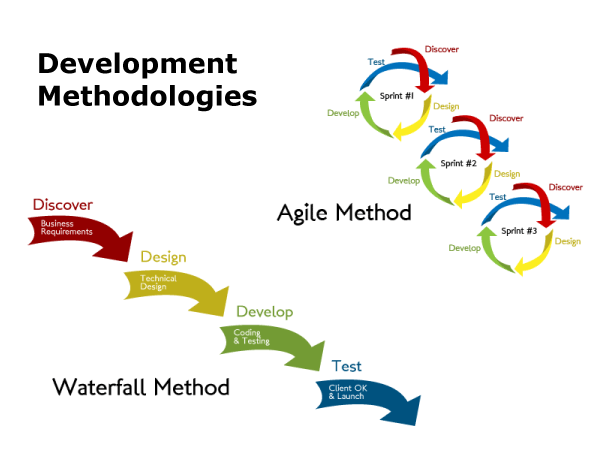 Development
Methodologies
Discover
Test
Sprint #1
Design
Develop
Discover
Test
Sprint #2
Design
Develop
Discover
Test
Sprint #3
Design
Develop
Agile Method
Discover
Business
Requirements
Design
Technical
Design
Develop
Coding
& Testing
Test
Client OK
& Launch
Waterfall Method